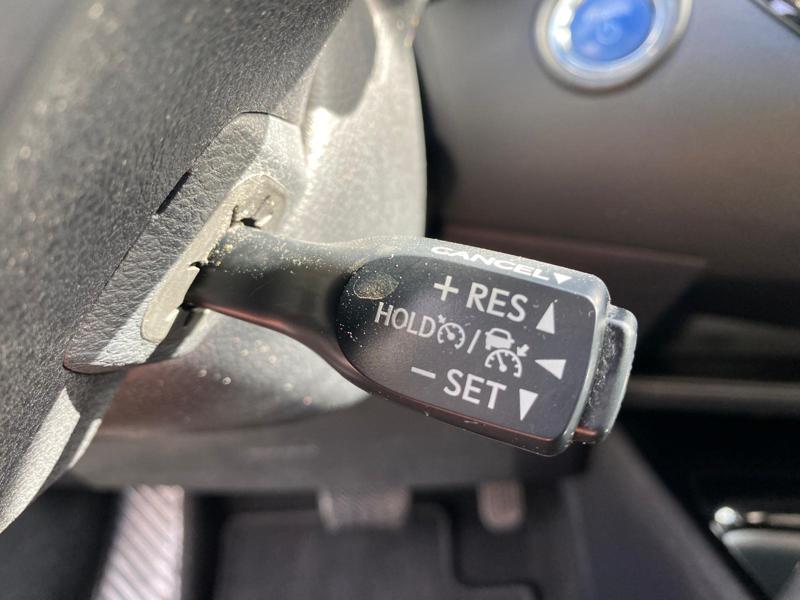 CANCEL▼
+ RES ▲
HOLD /
- SET ▼